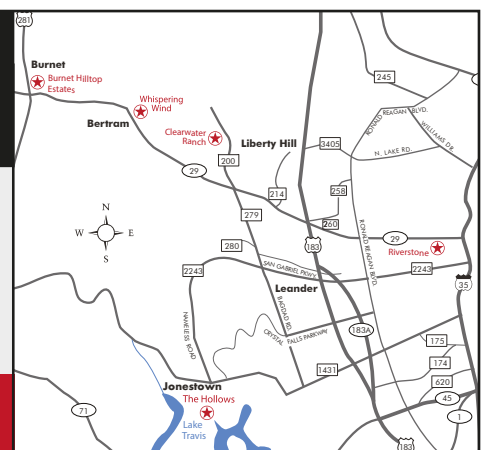 281
Burnet
Burnet Hilltop
Estates
245
Whispering
Wind
RONALD REAGAN BLVD.
WILLIAMS DR.
Bertram
Clearwater
Ranch
Liberty Hill
3405
N. LAKE RD.
200
29
258
214
279
260
N
W
E
S
280
183
29
Riverstone
RONALD REAGAN BLVD.
2243
SAN GABRIEL PKWY.
2243
35
Leander
BAGDAD RD.
NAMELESS ROAD
CRYSTAL FALLS PARKWAY
183A
175
174
1431
620
Jonestown
The Hollows
45
71
1
Lake
Travis
183